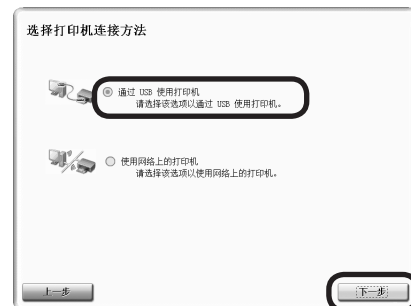 选择打印机连接方法
通过 USB 使用打印机
请选择该选项以通过 USB 使用打印机。
使用网络上的打印机
请选择该选项以使用网络上的打印机。
上一步
下一步